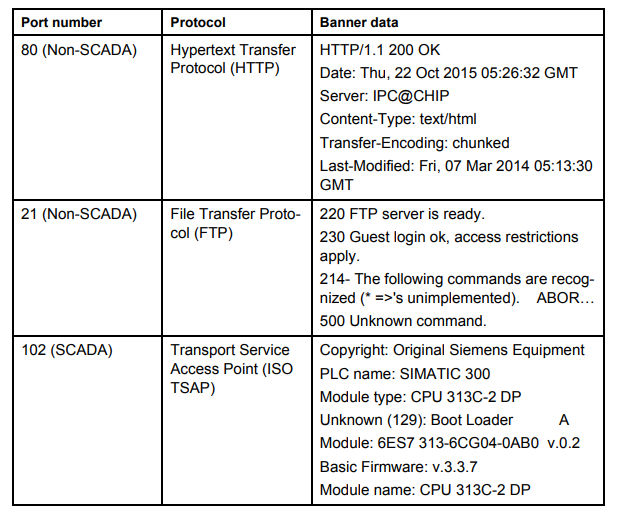 Port number Protocol Banner data
80 (Non-SCADA) Hypertext Transfer Protocol (HTTP) HTTP/1.1 200 OK
Date: Thu, 22 Oct 2015 05:26:32 GMT
Server: IPC@CHIP
Content-Type: text/html
Transfer-Encoding: chunked
Last-Modified: Fri, 07 Mar 2014 05:13:30
GMT
21 (Non-SCADA) File Transfer Proto-
col (FTP) 220 FTP server is ready.
230 Guest login ok, access restrictions
apply.
214- The following commands are recog-
nized (* =>'s unimplemented). ABOR…
500 Unknown command.
102 (SCADA) Transport Service
Access Point (ISO
TSAP) Copyright: Original Siemens Equipment
PLC name: SIMATIC 300
Module type: CPU 313C-2 DP
Unknown (129): Boot Loader A
Module: 6ES7 313-6CG04-0AB0 v.0.2
Basic Firmware: v.3.3.7
Module name: CPU 313C-2 DP